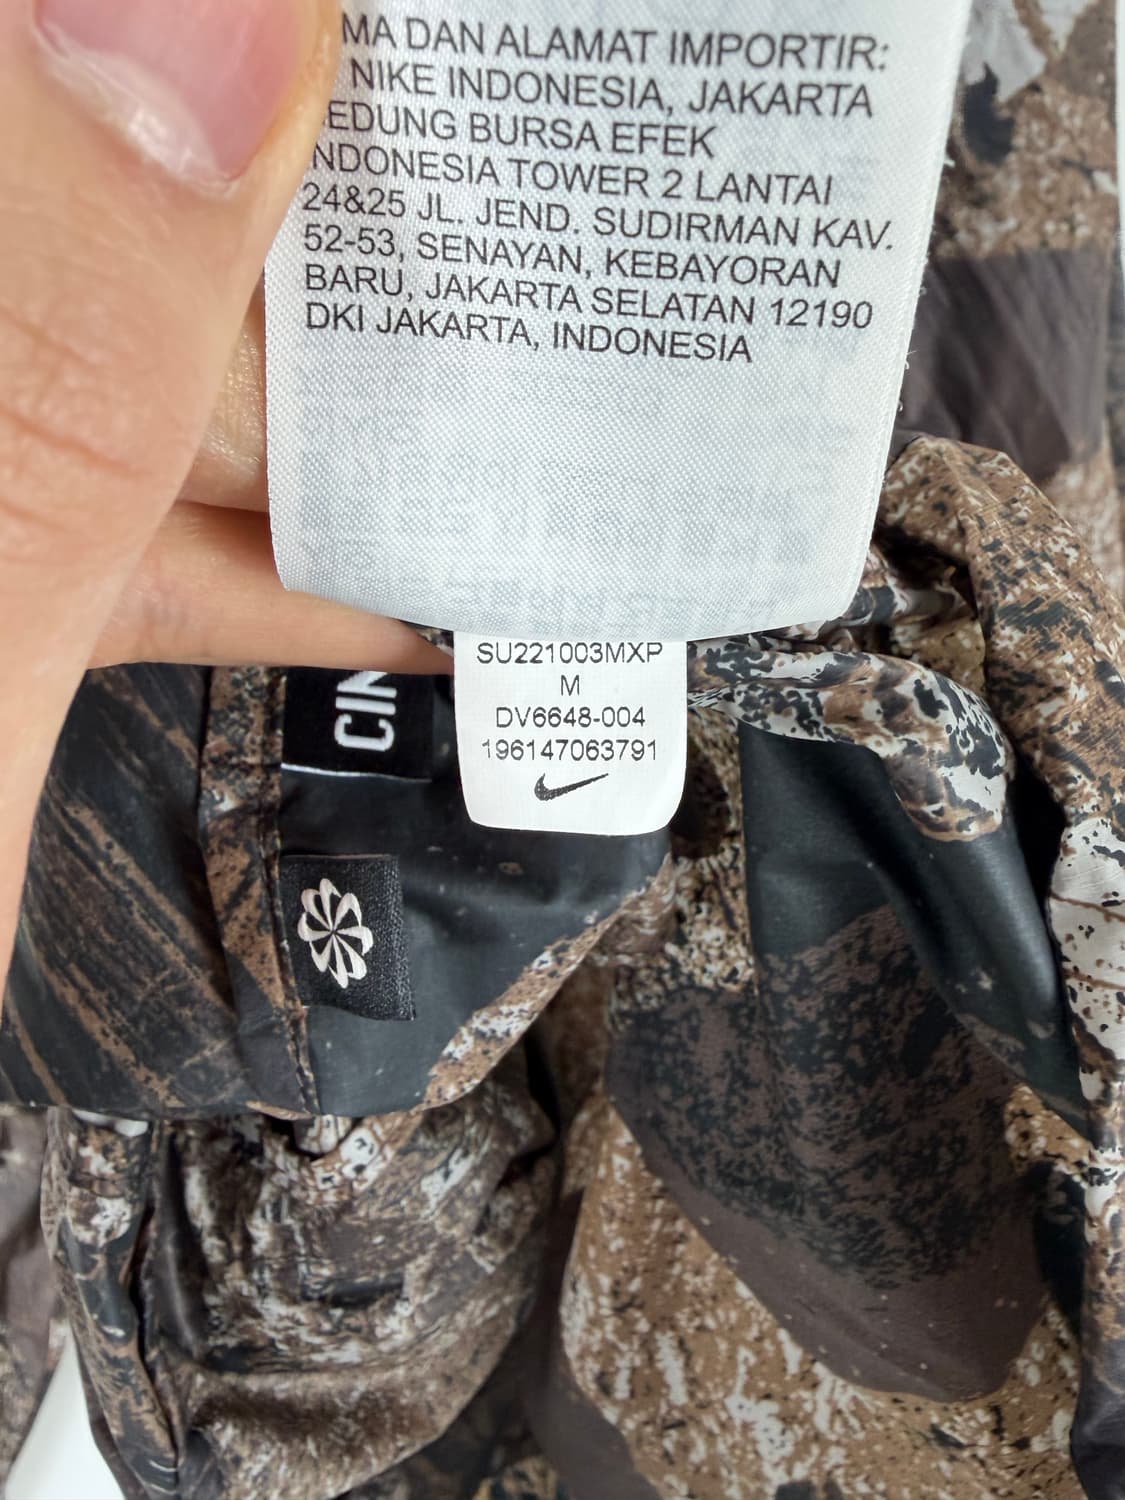 MA DAN ALAMAT IMPORTIR:
NIKE INDONESIA, JAKARTA
EDUNG BURSA EFEK
NDONESIA TOWER 2 LANTAI
24&25 JL. JEND. SUDIRMAN KAV.
52-53, SENAYAN, KEBAYORAN
BARU, JAKARTA SELATAN 12190
DKI JAKARTA, INDONESIA
SU221003MXP
M
DV6648-004
196147063791
CIN